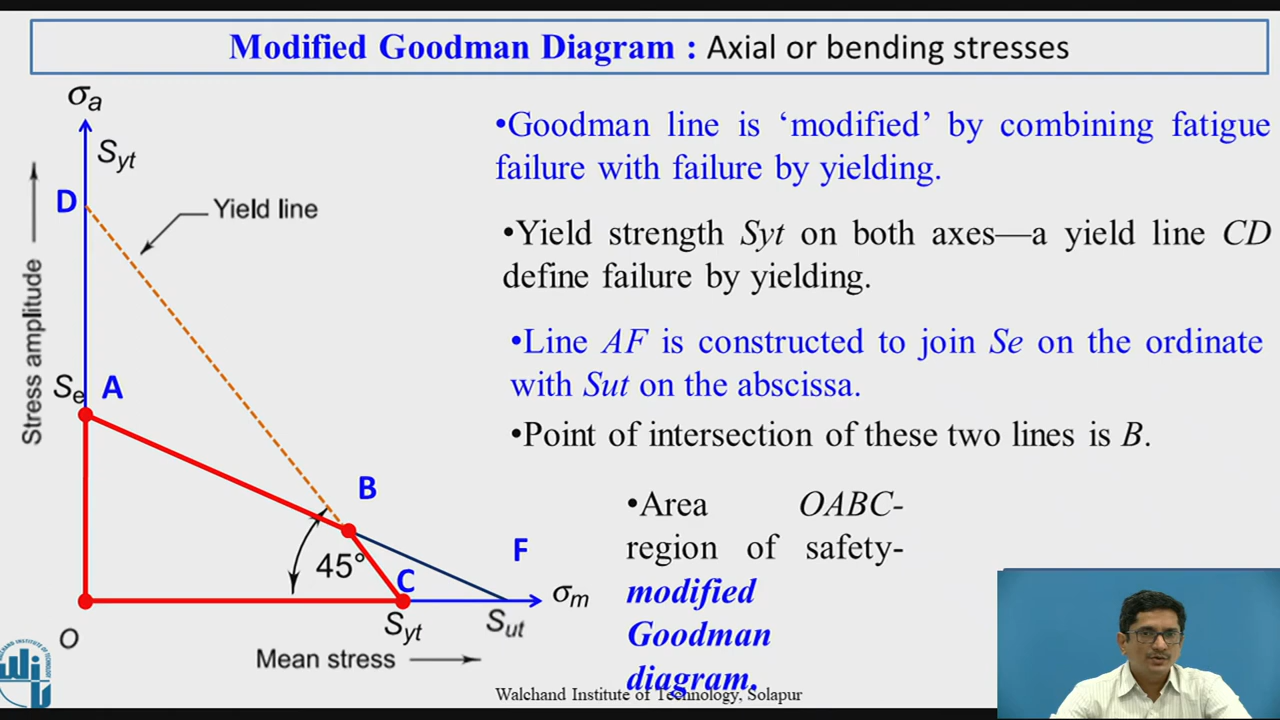 Modified Goodman Diagram : Axial or bending stresses
σa
Syt
D
Yield line
Stress amplitude
Se
A
B
45°
C
F
σm
O
Syt
Sut
Mean stress
•Goodman line is ‘modified’ by combining fatigue
failure with failure by yielding.
•Yield strength Syt on both axes—a yield line CD
define failure by yielding.
•Line AF is constructed to join Se on the ordinate
with Sut on the abscissa.
•Point of intersection of these two lines is B.
•Area OABC-
region of safety-
modified
Goodman
diagram.
Walchand Institute of Technology, Solapur